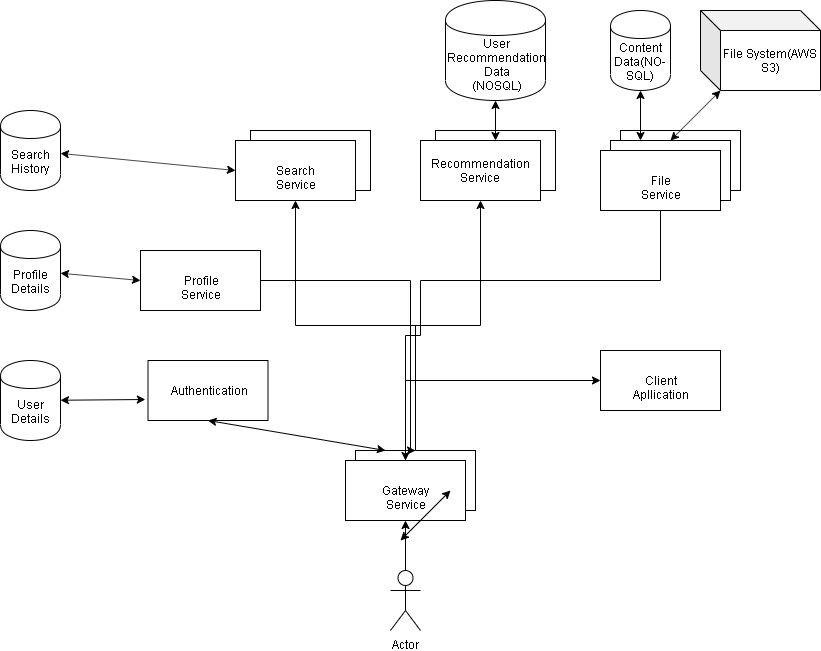 User
Recommendation
Data
(NOSQL)
Content
Data(NO-
SQL)
File System(AWS
S3)
Search
History
Search
Service
Recommendation
Service
File
Service
Profile
Details
Profile
Service
User
Details
Authentication
Client
Apllication
Gateway
Service
Actor